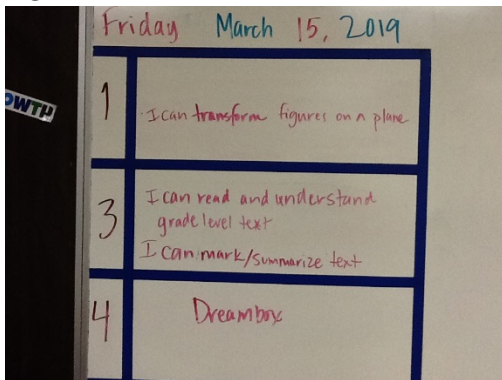 Friday March 15, 2019
OWTH
1
I can transform figures on a plane
3
I can read and understand
grade level text
I can mark/summarize text
4
Dreambox